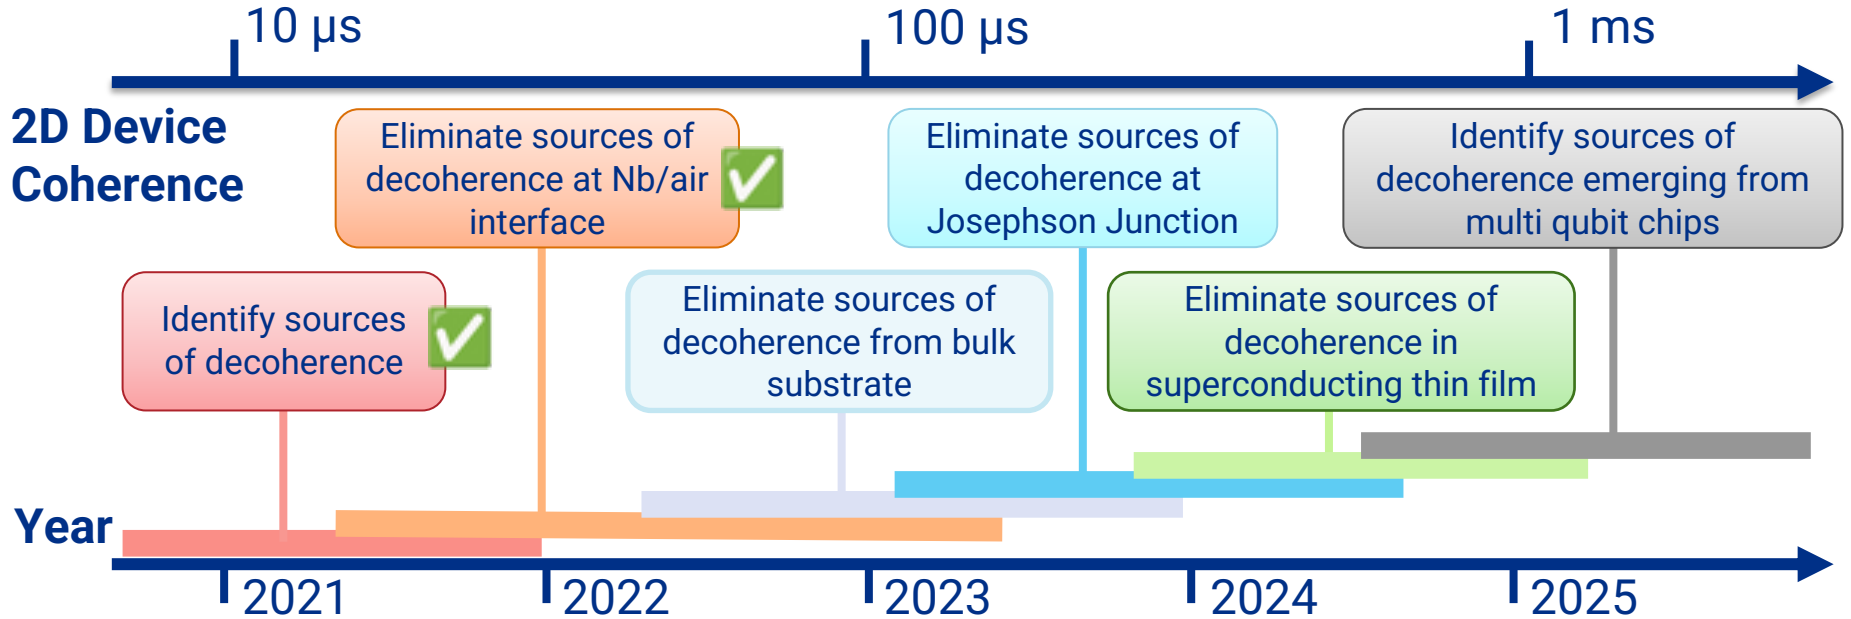 10 µs
100 µs
1 ms
2D Device
Coherence
Eliminate sources of
decoherence at Nb/air
interface
Eliminate sources of
decoherence at
Josephson Junction
Identify sources of
decoherence emerging from
multi qubit chips
Identify sources
of decoherence
Eliminate sources of
decoherence from bulk
substrate
Eliminate sources of
decoherence in
superconducting thin film
Year
2021
2022
2023
2024
2025